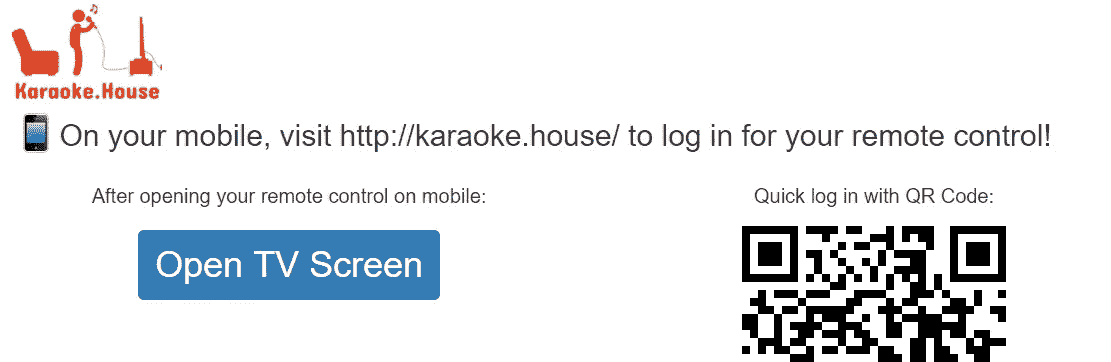 Karaoke.House
On your mobile, visit http://karaoke.house/ to log in for your remote control!
After opening your remote control on mobile:
Quick log in with QR Code:
Open TV Screen